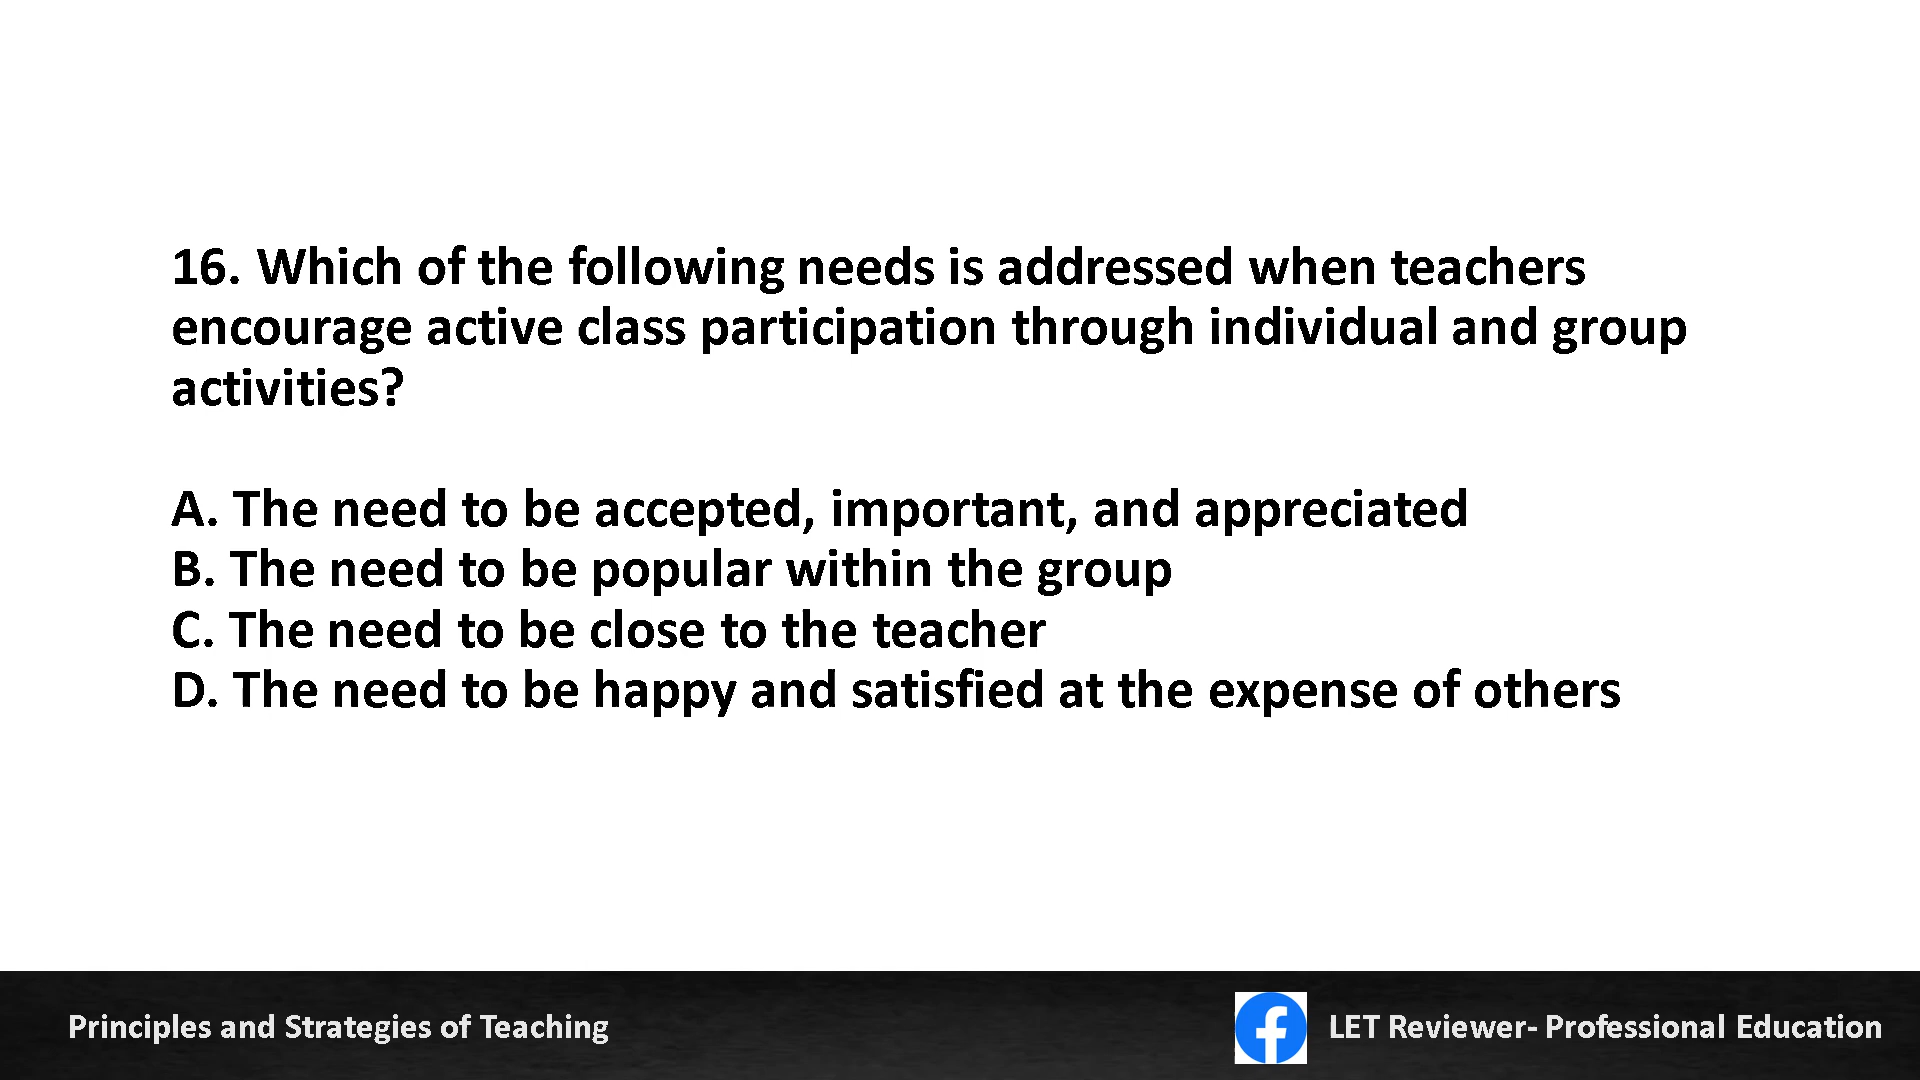 16. Which of the following needs is addressed when teachers
encourage active class participation through individual and group
activities?
A. The need to be accepted, important, and appreciated
B. The need to be popular within the group
C. The need to be close to the teacher
D. The need to be happy and satisfied at the expense of others
Principles and Strategies of Teaching
LET Reviewer- Professional Education